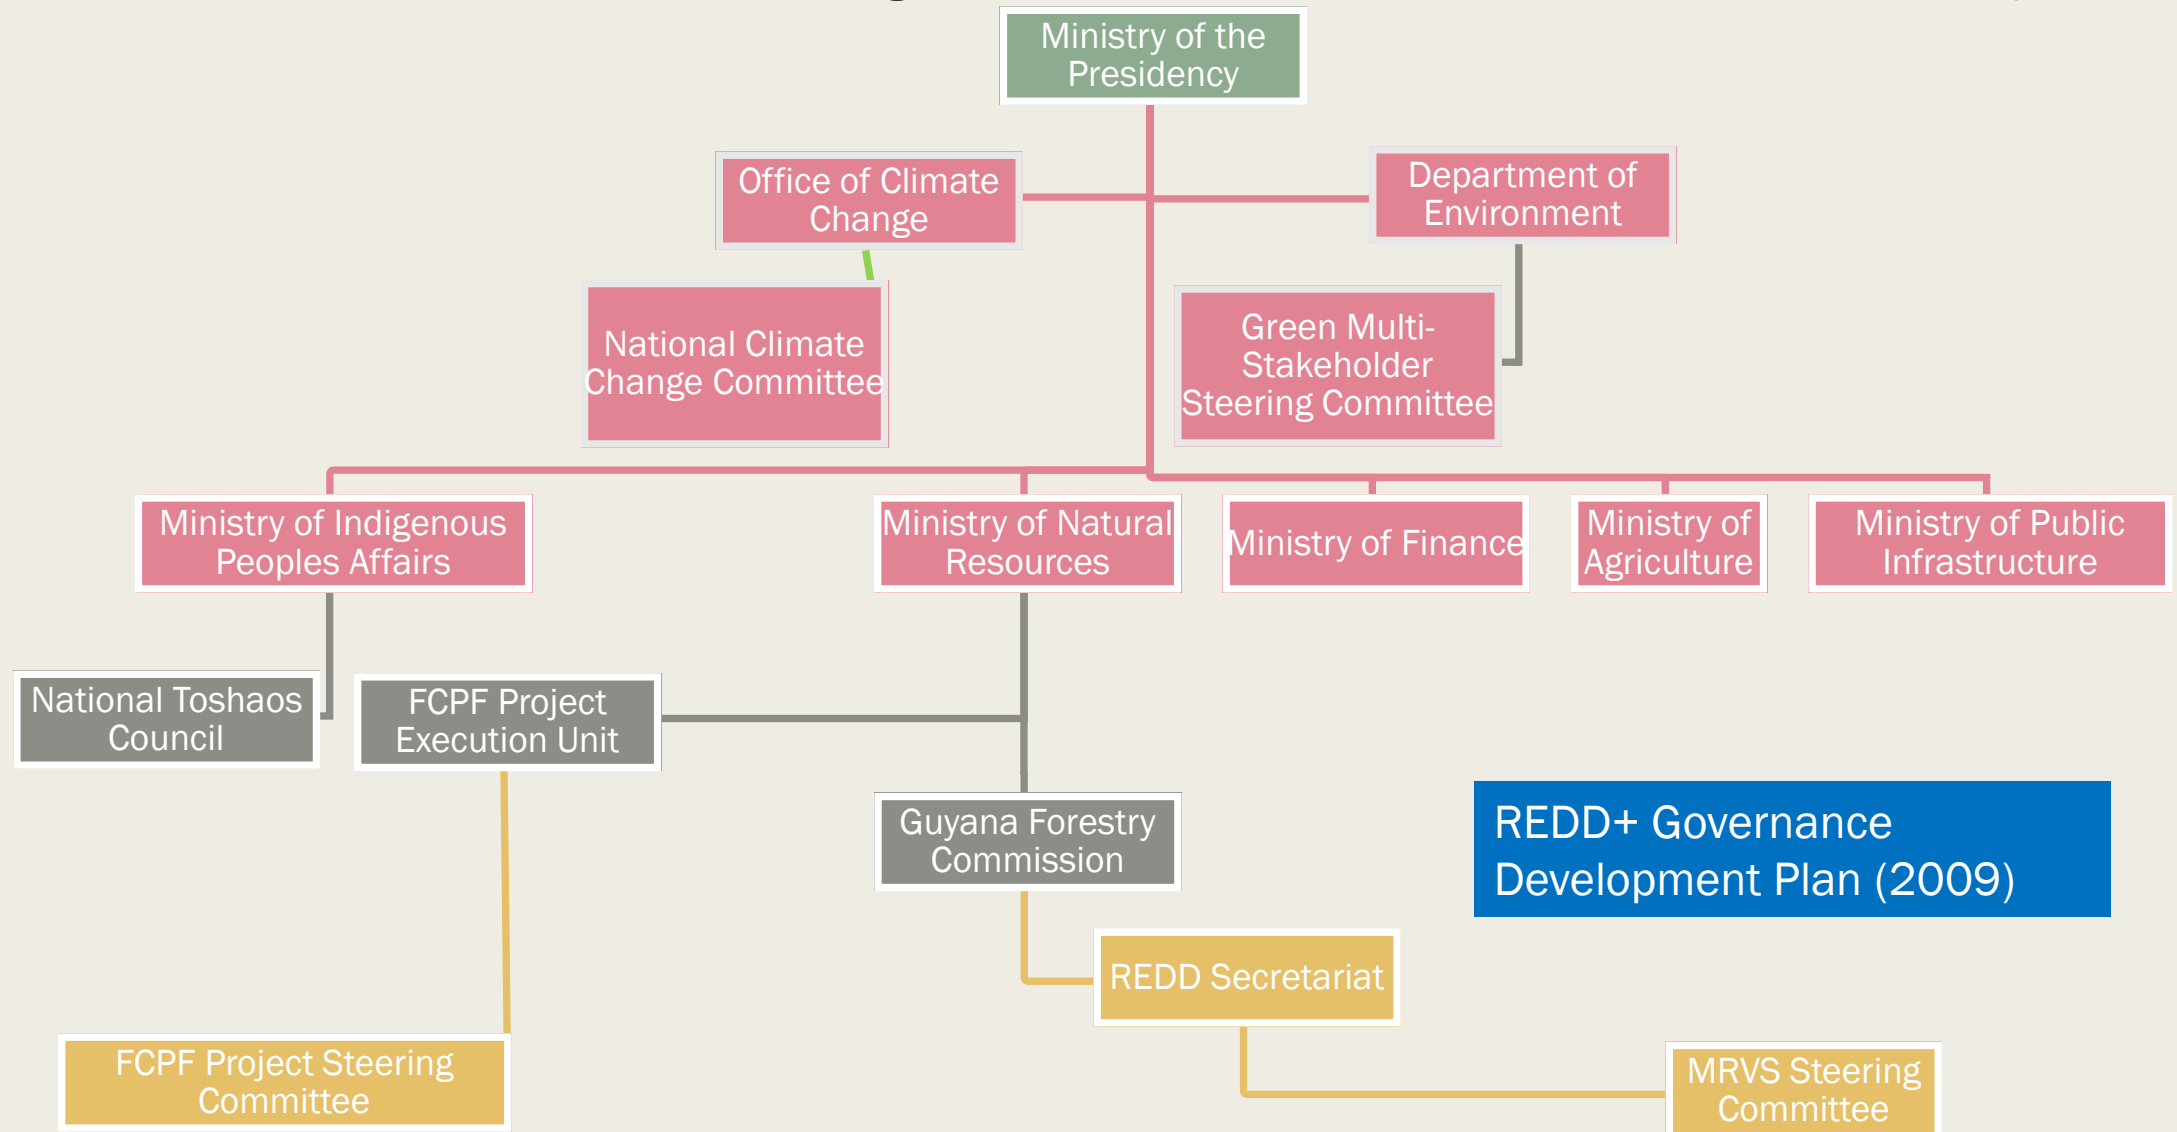 Ministry of the
Presidency
Office of Climate
Change
Department of
Environment
National Climate
Change Committee
Green Multi-
Stakeholder
Steering Committee
Ministry of Indigenous
Peoples Affairs
Ministry of Natural
Resources
Ministry of Finance
Ministry of
Agriculture
Ministry of Public
Infrastructure
National Toshaos
Council
FCPF Project
Execution Unit
Guyana Forestry
Commission
REDD+ Governance
Development Plan (2009)
REDD Secretariat
FCPF Project Steering
Committee
MRVS Steering
Committee